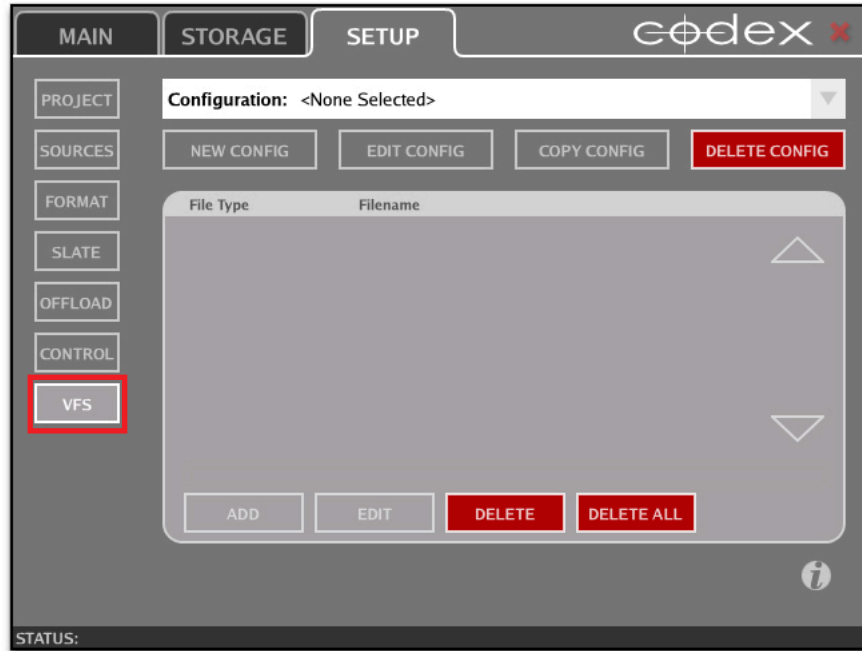 MAIN STORAGE SETUP codex
PROJECT
Configuration: <None Selected>
SOURCES
NEW CONFIG EDIT CONFIG COPY CONFIG DELETE CONFIG
FORMAT
File Type Filename
SLATE
OFFLOAD
CONTROL
VFS
ADD EDIT DELETE DELETE ALL
i
STATUS: